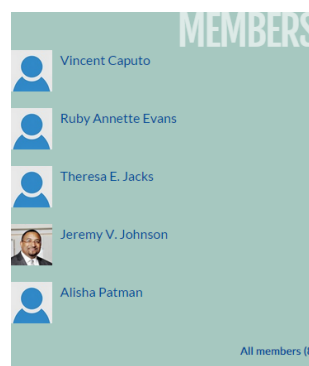 MEMBERS
Vincent Caputo
Ruby Annette Evans
Theresa E. Jacks
Jeremy V. Johnson
Alisha Patman
All members (